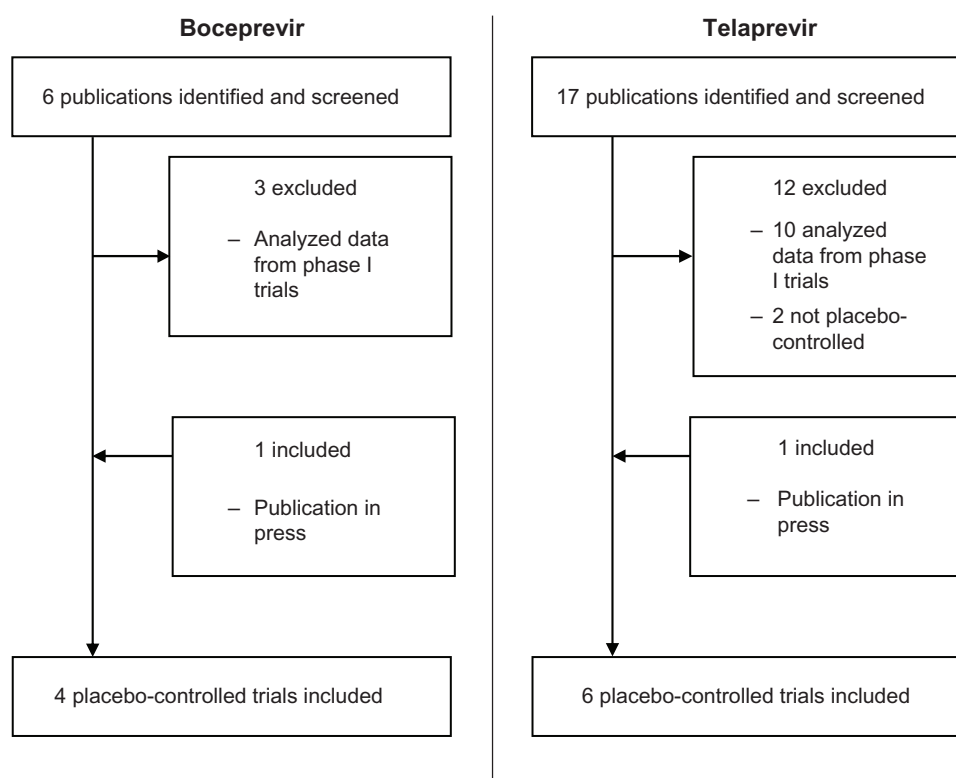 Boceprevir
6 publications identified and screened
3 excluded
– Analyzed data
from phase I
trials
1 included
– Publication in
press
4 placebo-controlled trials included
Telaprevir
17 publications identified and screened
12 excluded
– 10 analyzed
data from phase
I trials
– 2 not placebo-
controlled
1 included
– Publication in
press
6 placebo-controlled trials included